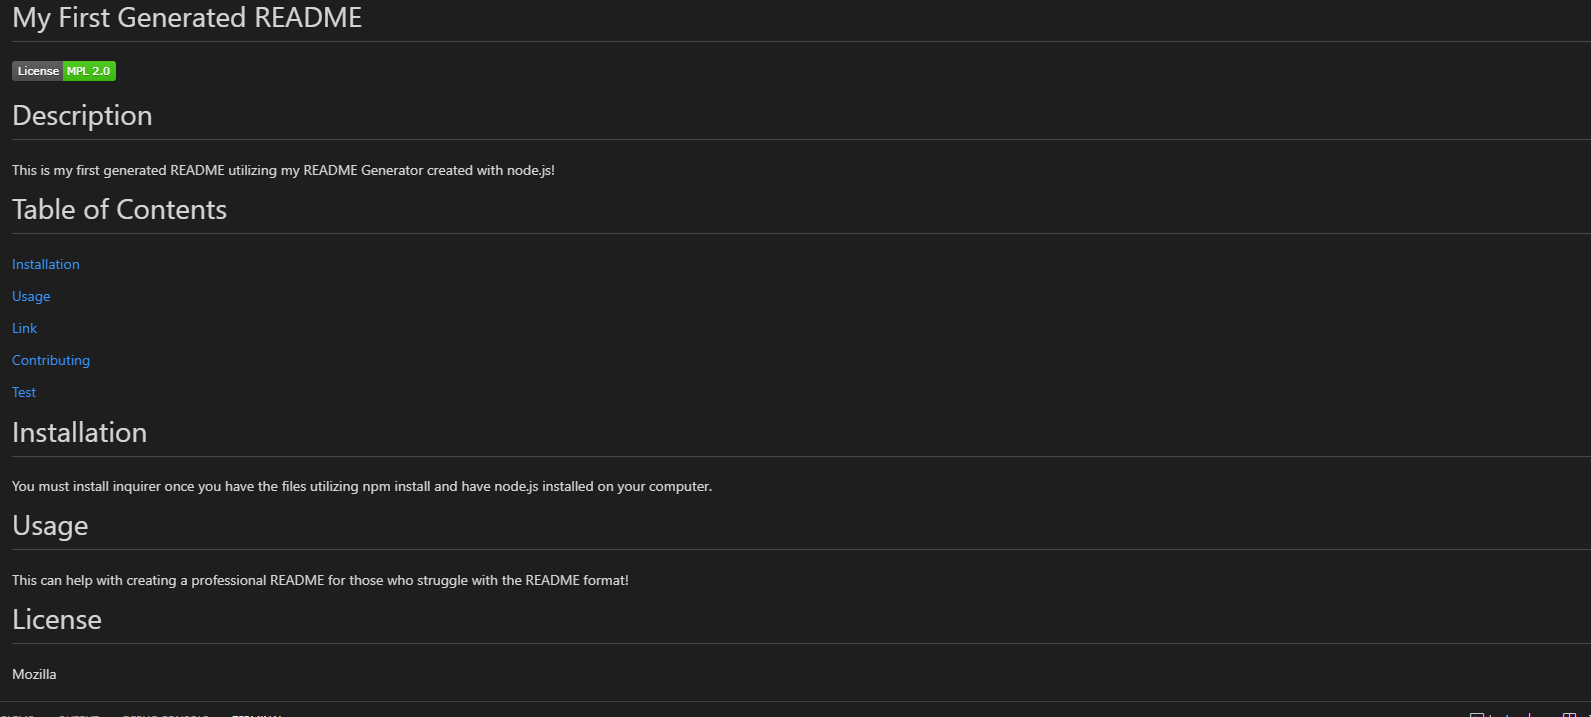 My First Generated README
License MPL 2.0
Description
This is my first generated README utilizing my README Generator created with node.js!
Table of Contents
Installation
Usage
Link
Contributing
Test
Installation
You must install inquirer once you have the files utilizing npm install and have node.js installed on your computer.
Usage
This can help with creating a professional README for those who struggle with the README format!
License
Mozilla